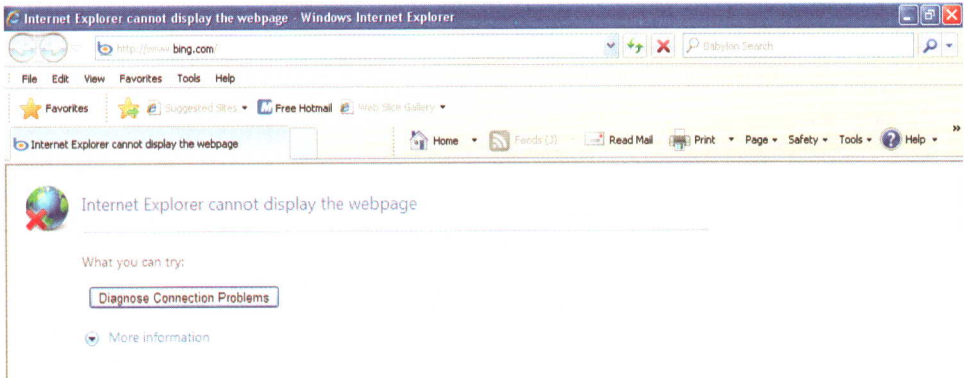 Internet Explorer cannot display the webpage - Windows Internet Explorer
http://www.bing.com/
Babylon Search
File Edit View Favorites Tools Help
Favorites Suggested Sites Free Hotmail Web Slice Gallery
Internet Explorer cannot display the webpage Home Feeds (J) Read Mail Print Page Safety Tools Help »
Internet Explorer cannot display the webpage
What you can try:
Diagnose Connection Problems
More information